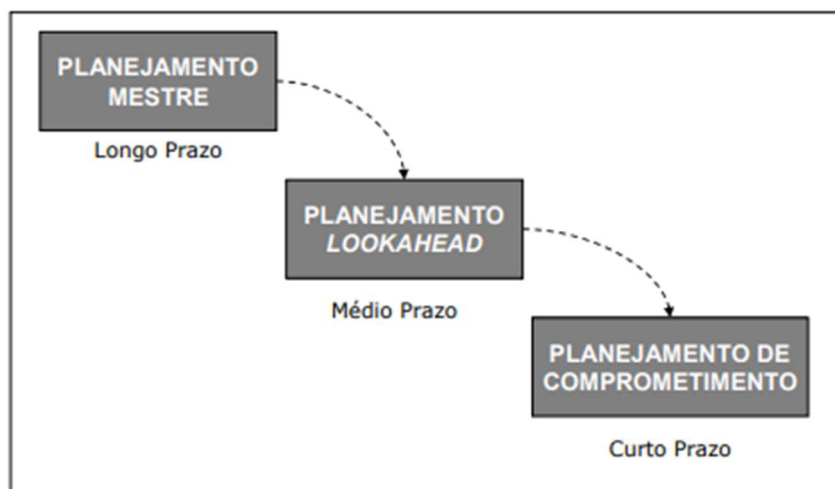 PLANEJAMENTO
MESTRE
Longo Prazo
PLANEJAMENTO
LOOKAHEAD
Médio Prazo
PLANEJAMENTO DE
COMPROMETIMENTO
Curto Prazo